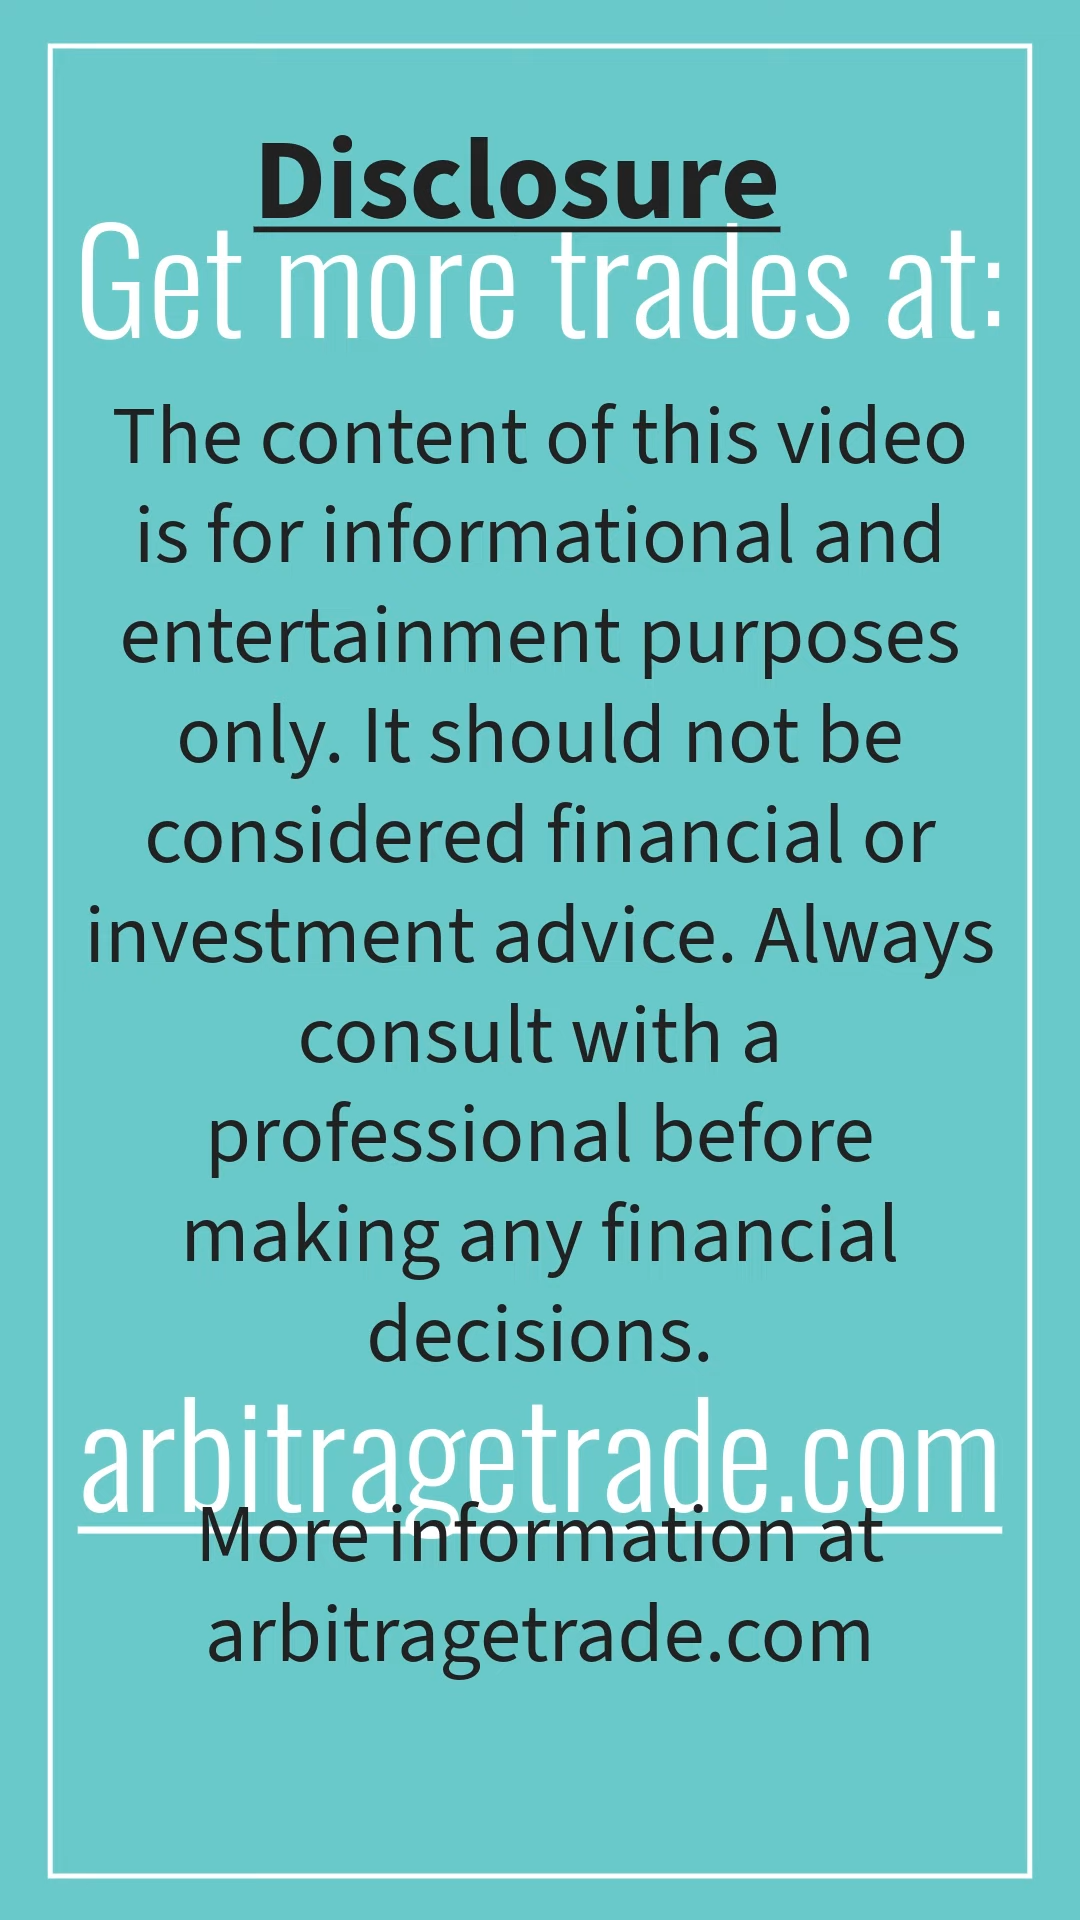 Disclosure
Get more trades at:
The content of this video
is for informational and
entertainment purposes
only. It should not be
considered financial or
investment advice. Always
consult with a
professional before
making any financial
decisions.
arbitragetrade.com
More information at
arbitragetrade.com